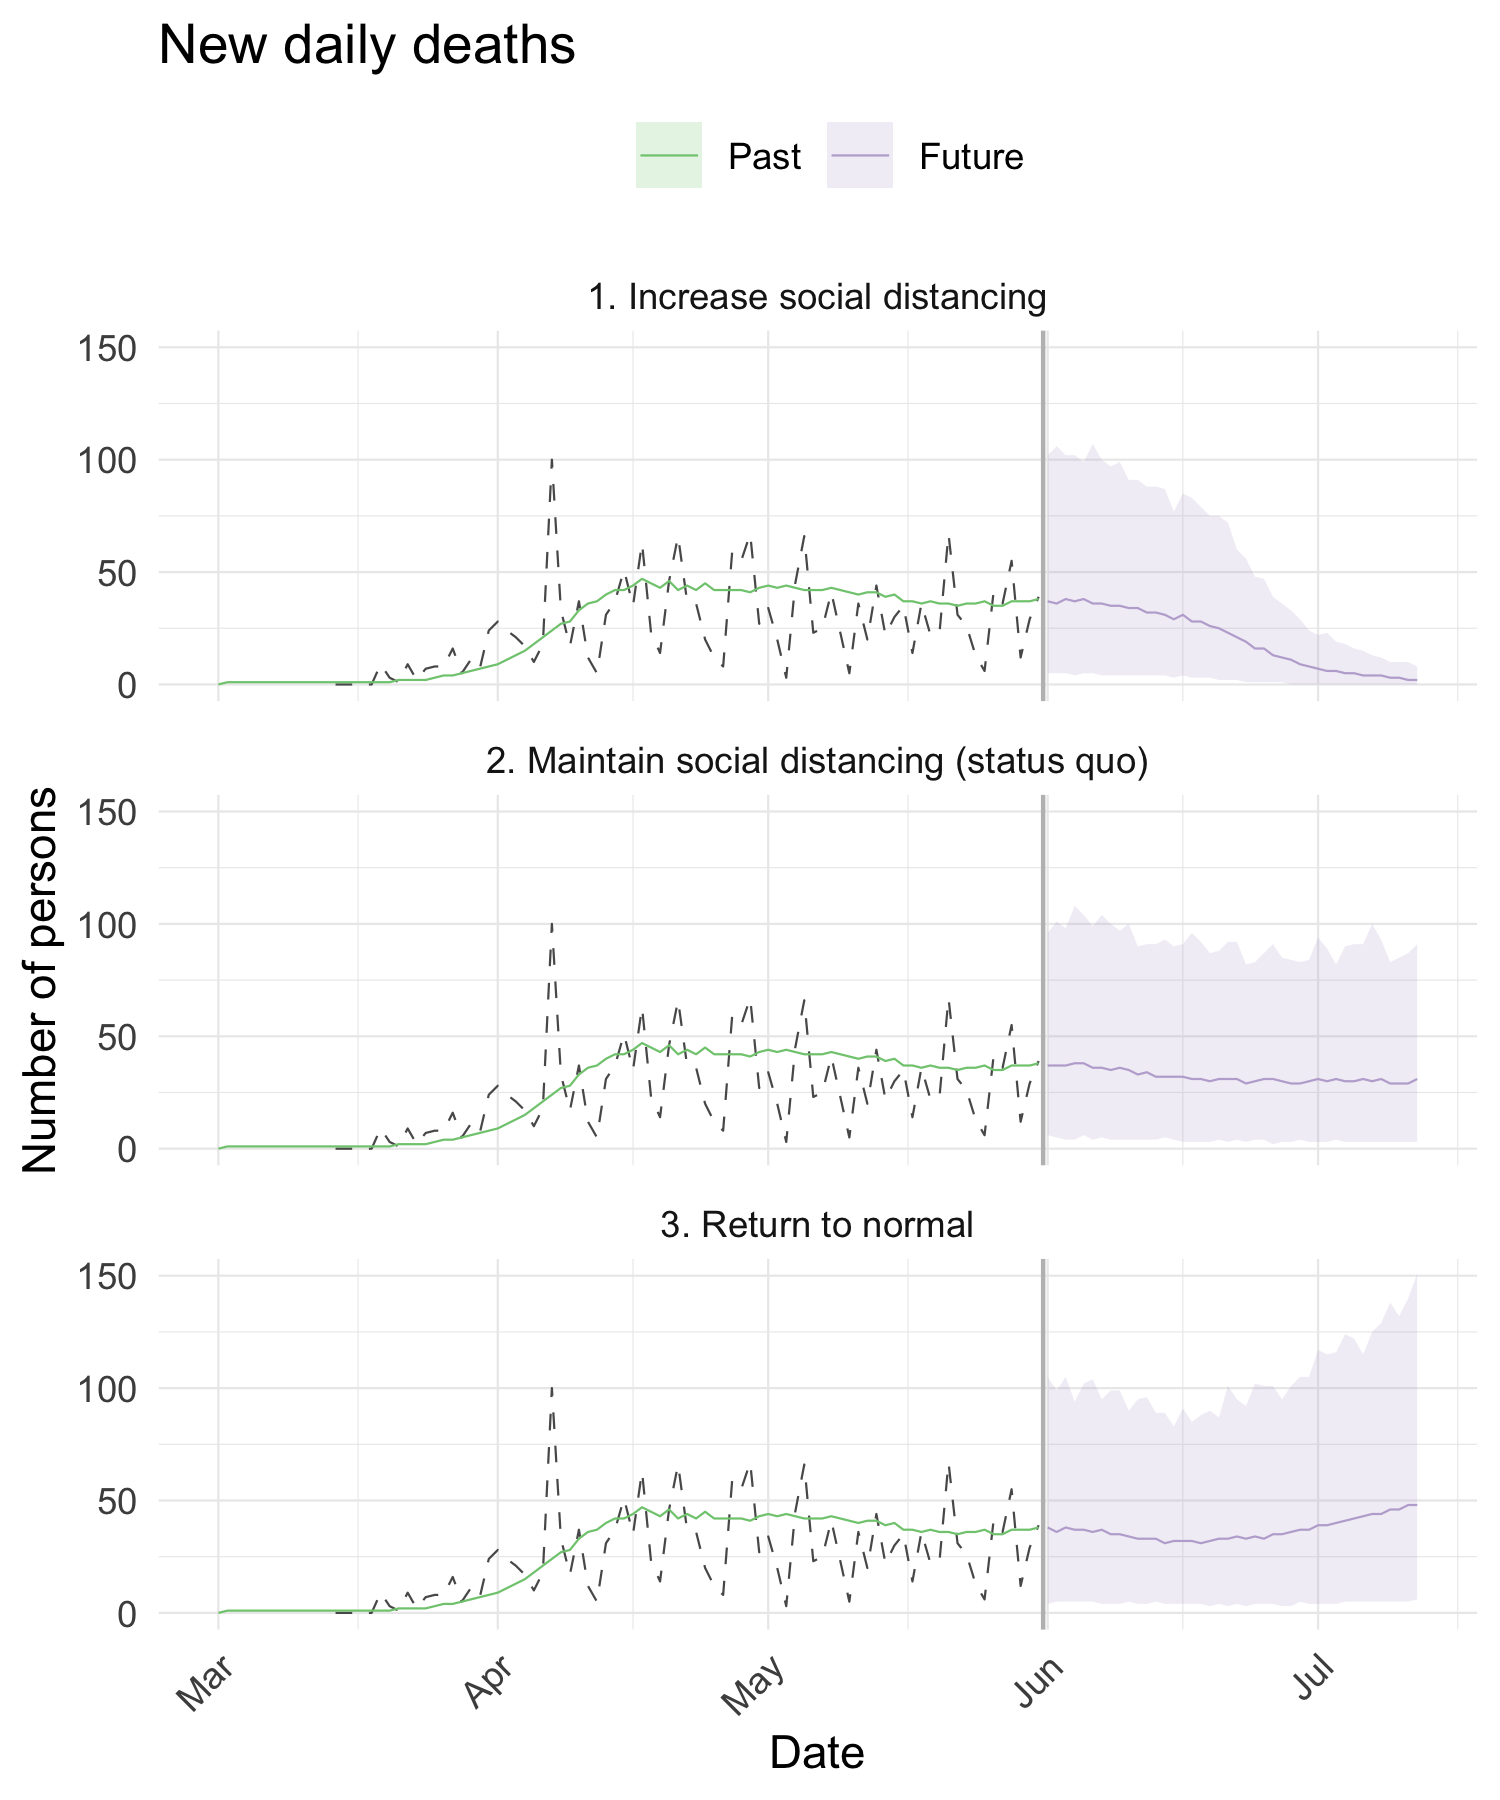 New daily deaths
Past Future
1. Increase social distancing
150
100
50
0
2. Maintain social distancing (status quo)
150
100
50
0
3. Return to normal
150
100
50
0
Number of persons
Mar Apr May Jun Jul
Date